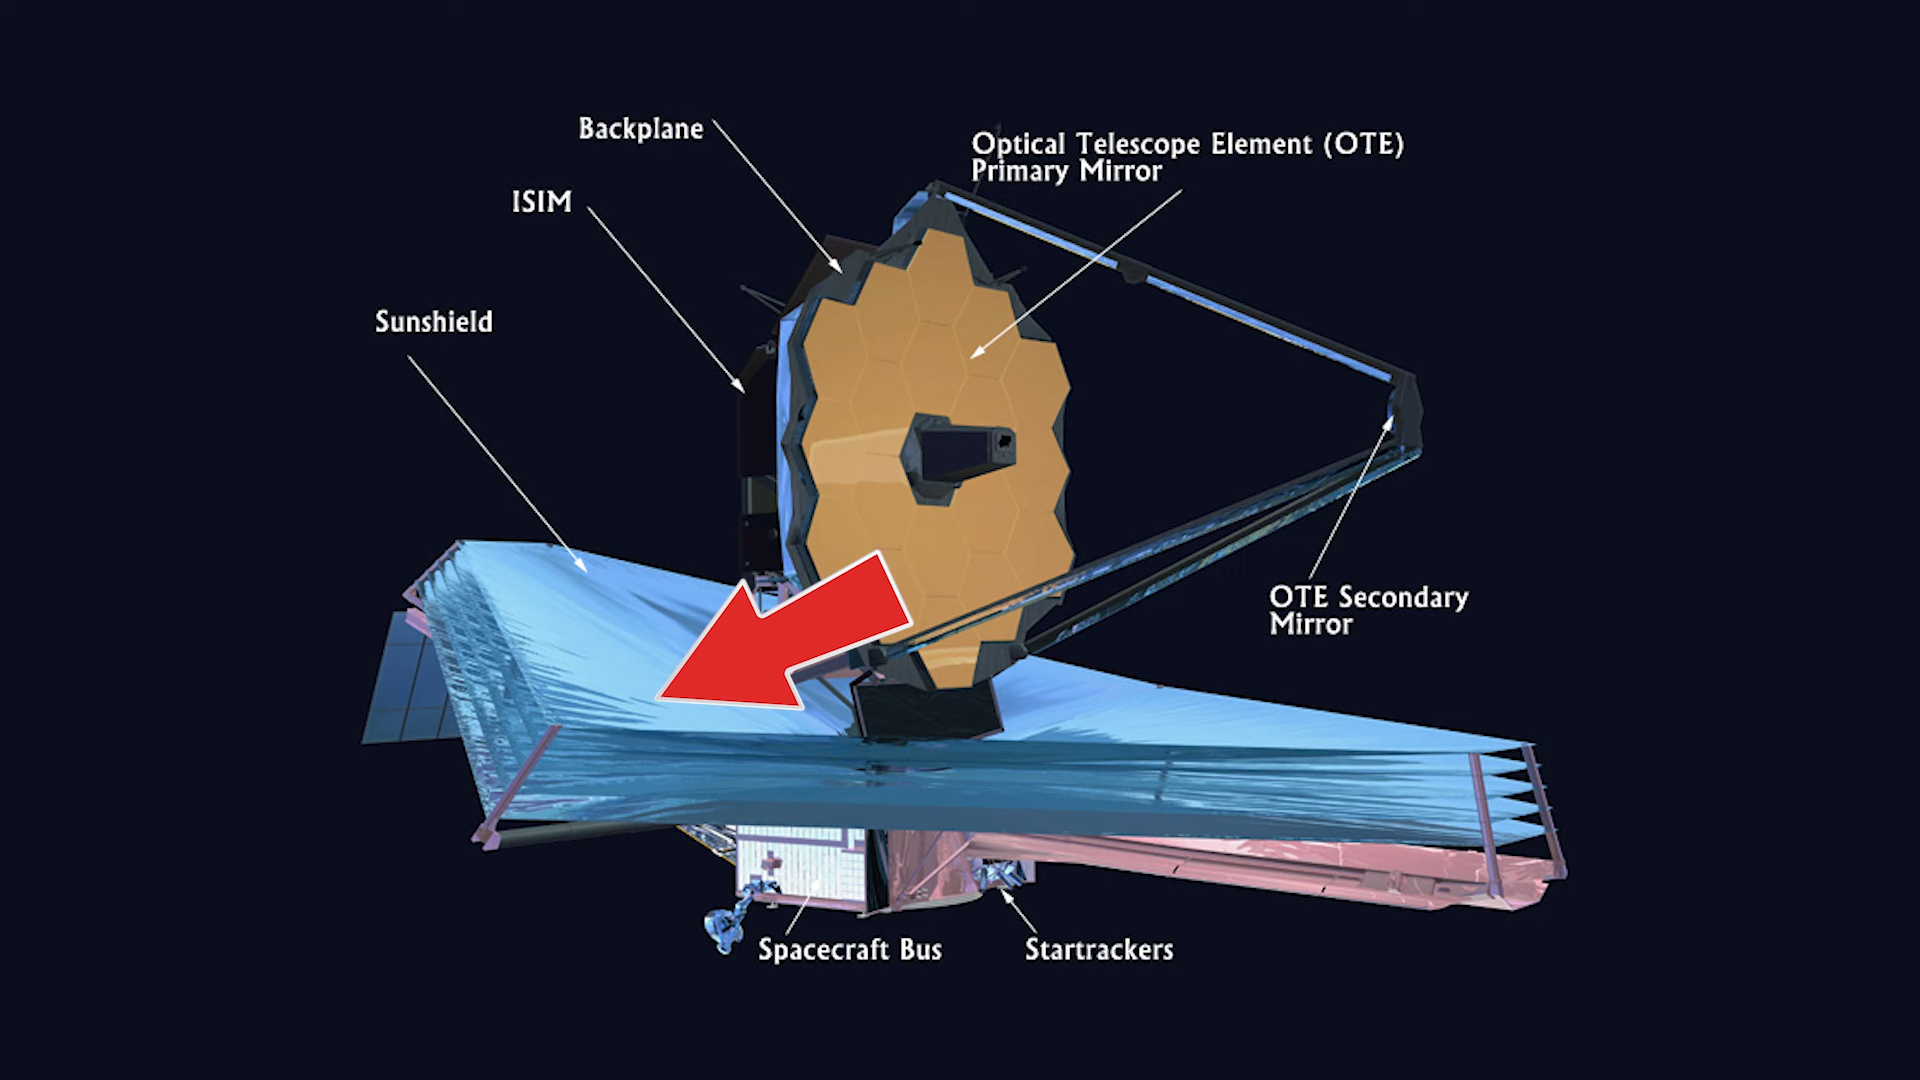 Backplane
Optical Telescope Element (OTE)
Primary Mirror
ISIM
Sunshield
OTE Secondary
Mirror
Spacecraft Bus
Startrackers